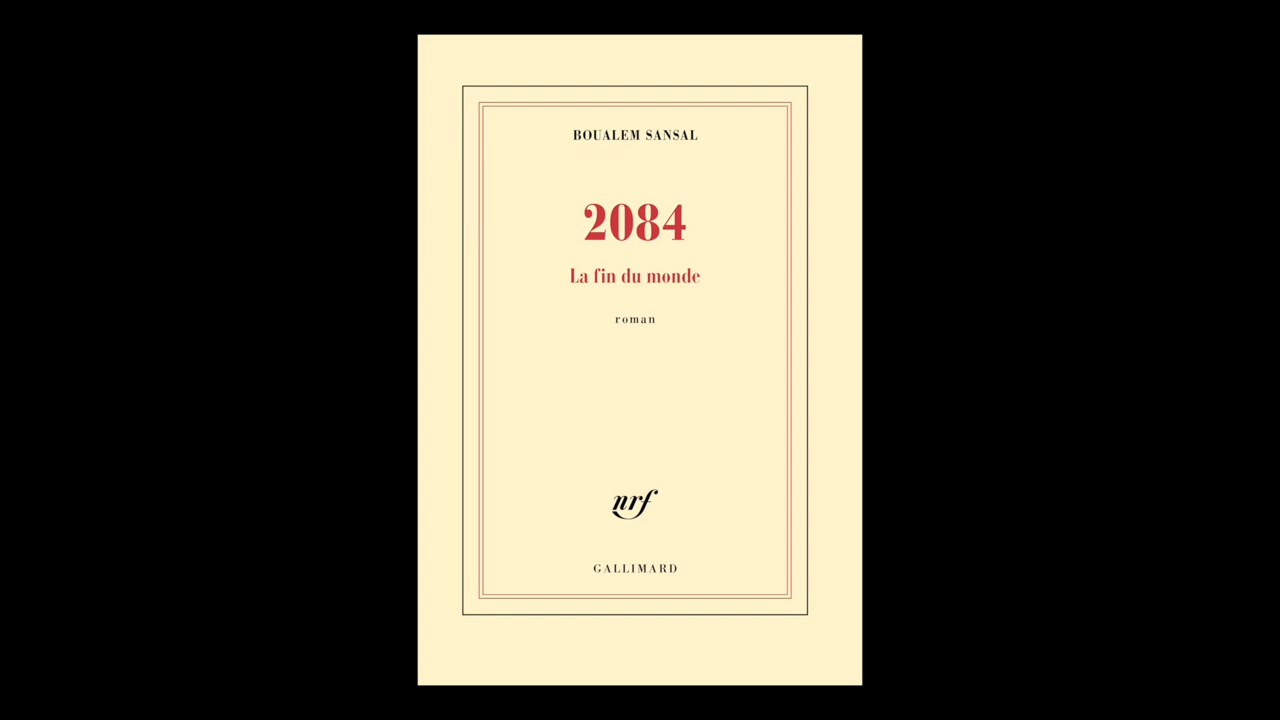 BOUALEM SANSAL
2084
La fin du monde
roman
nrf
GALLIMARD